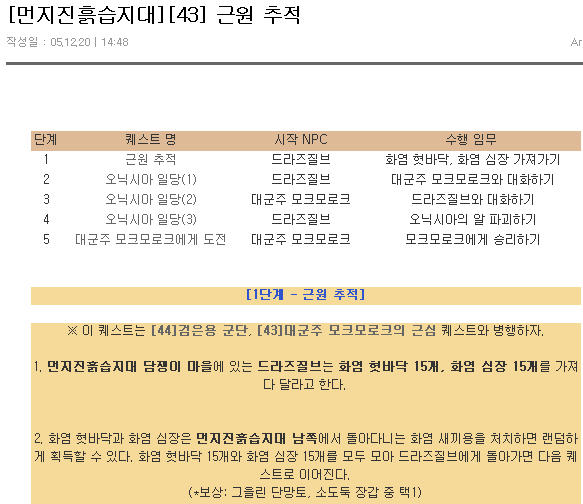 [먼지진흙습지대][43] 근원 추적
작성일 : 05,12,20 | 14:48
Ar
단계 퀘스트 명 시작 NPC 수행 임무
1 근원 추적 드라즈질브 화염 혓바닥, 화염 심장 가져가기
2 오닉시아 일당(1) 드라즈질브 대군주 모크모로크와 대화하기
3 오닉시아 일당(2) 대군주 모크모로크 드라즈질브와 대화하기
4 오닉시아 일당(3) 드라즈질브 오닉시아의 알 파괴하기
5 대군주 모크모로크에게 도전 대군주 모크모로크 모크모로크에게 승리하기
[1단계 - 근원 추적]
※ 이 퀘스트는 [44]검은용 군단, [43]대군주 모크모로크의 근심 퀘스트와 병행하자.
1. 먼지진흙습지대 담쟁이 마을에 있는 드라즈질브는 화염 혓바닥 15개, 화염 심장 15개를 가져
다 달라고 한다.
2. 화염 혓바닥과 화염 심장은 먼지진흙습지대 남쪽에서 돌아다니는 화염 새끼용을 처치하면 랜덤하
게 획득할 수 있다. 화염 혓바닥 15개와 화염 심장 15개를 모두 모아 드라즈질브에게 돌아가면 다음 퀘
스트로 이어진다.
(*보상: 그을린 단망토, 소도둑 장갑 중 택1)